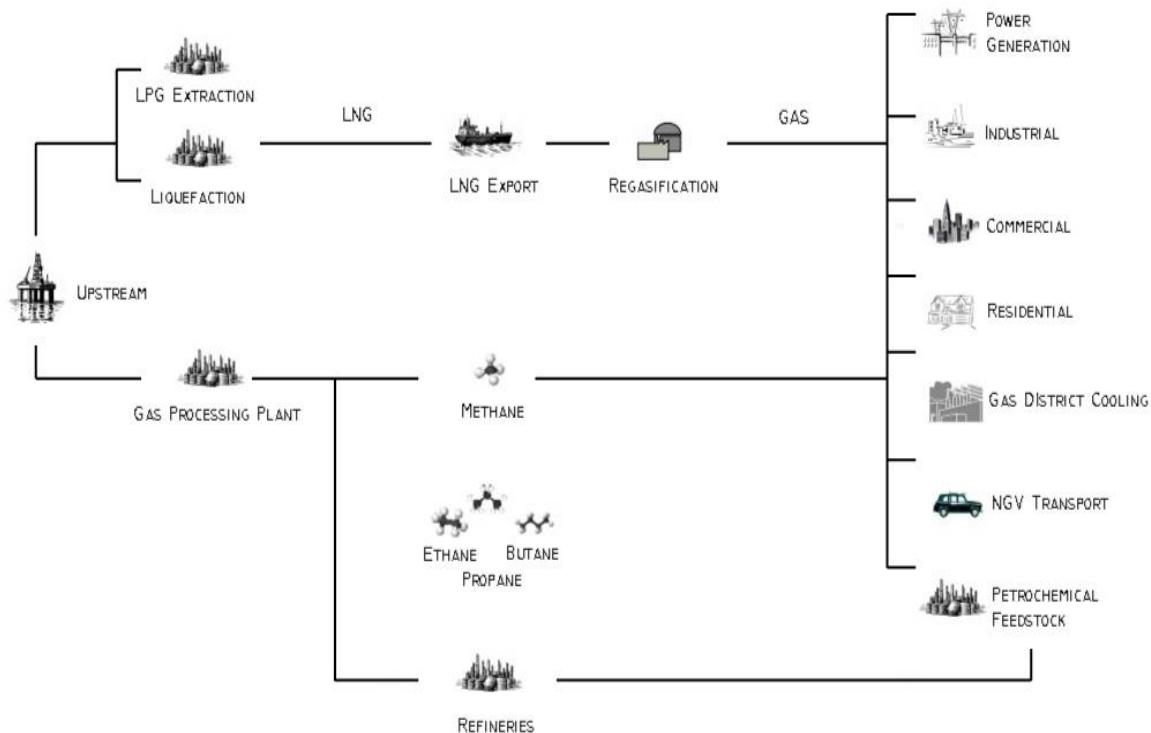 POWER
GENERATION
LPG EXTRACTION
LNG
GAS
INDUSTRIAL
LIQUEFACTION
LNG EXPORT
REGASIFICATION
COMMERCIAL
UPSTREAM
RESIDENTIAL
GAS PROCESSING PLANT
METHANE
GAS DISTRICT COOLING
NGV TRANSPORT
ETHANE
BUTANE
PROPANE
PETROCHEMICAL
FEEDSTOCK
REFINERIES